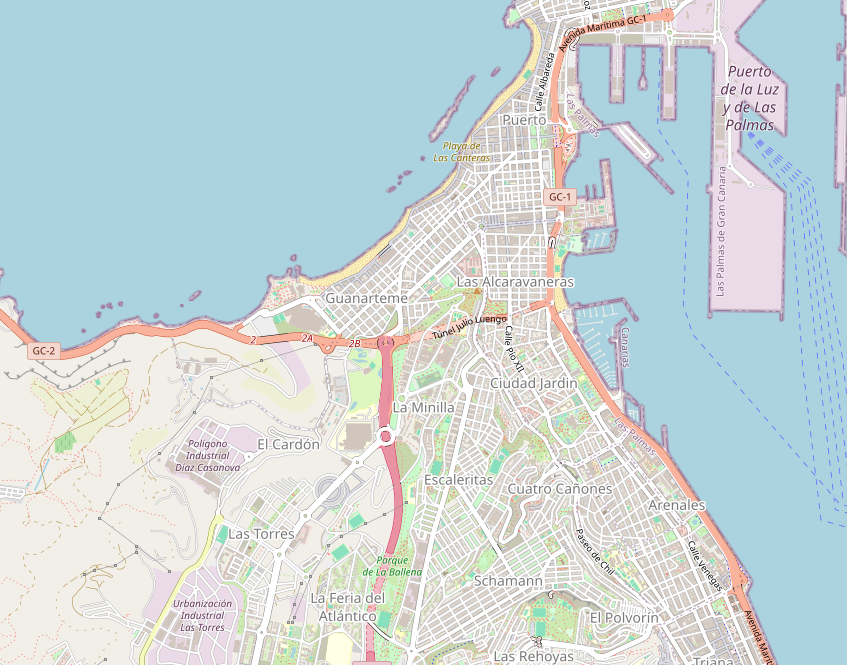 Avenida Marítima GC-1
Calle Albareda
Puerto
de la Luz
y de Las
Palmas
Puerto
Las Palmas
Playa de
Las Canteras
GC-1
Las Palmas de Gran Canaria
Las Alcaravaneras
Guanarteme
Túnel Julio Luengo
Canarias
GC-2
2
2A
2B
Calle Pío XII
Ciudad Jardín
La Minilla
Las Palmas
El Cardón
Polígono
Industrial
Díaz Casanova
Escaleritas
Cuatro Cañones
Arenales
Las Torres
Paseo de Chil
Calle Venegas
Parque
de La Ballena
Schamann
Urbanización
Industrial
Las Torres
La Feria del
Atlántico
El Polvorín
Avenida Marí
Las Rehoyas
Triana